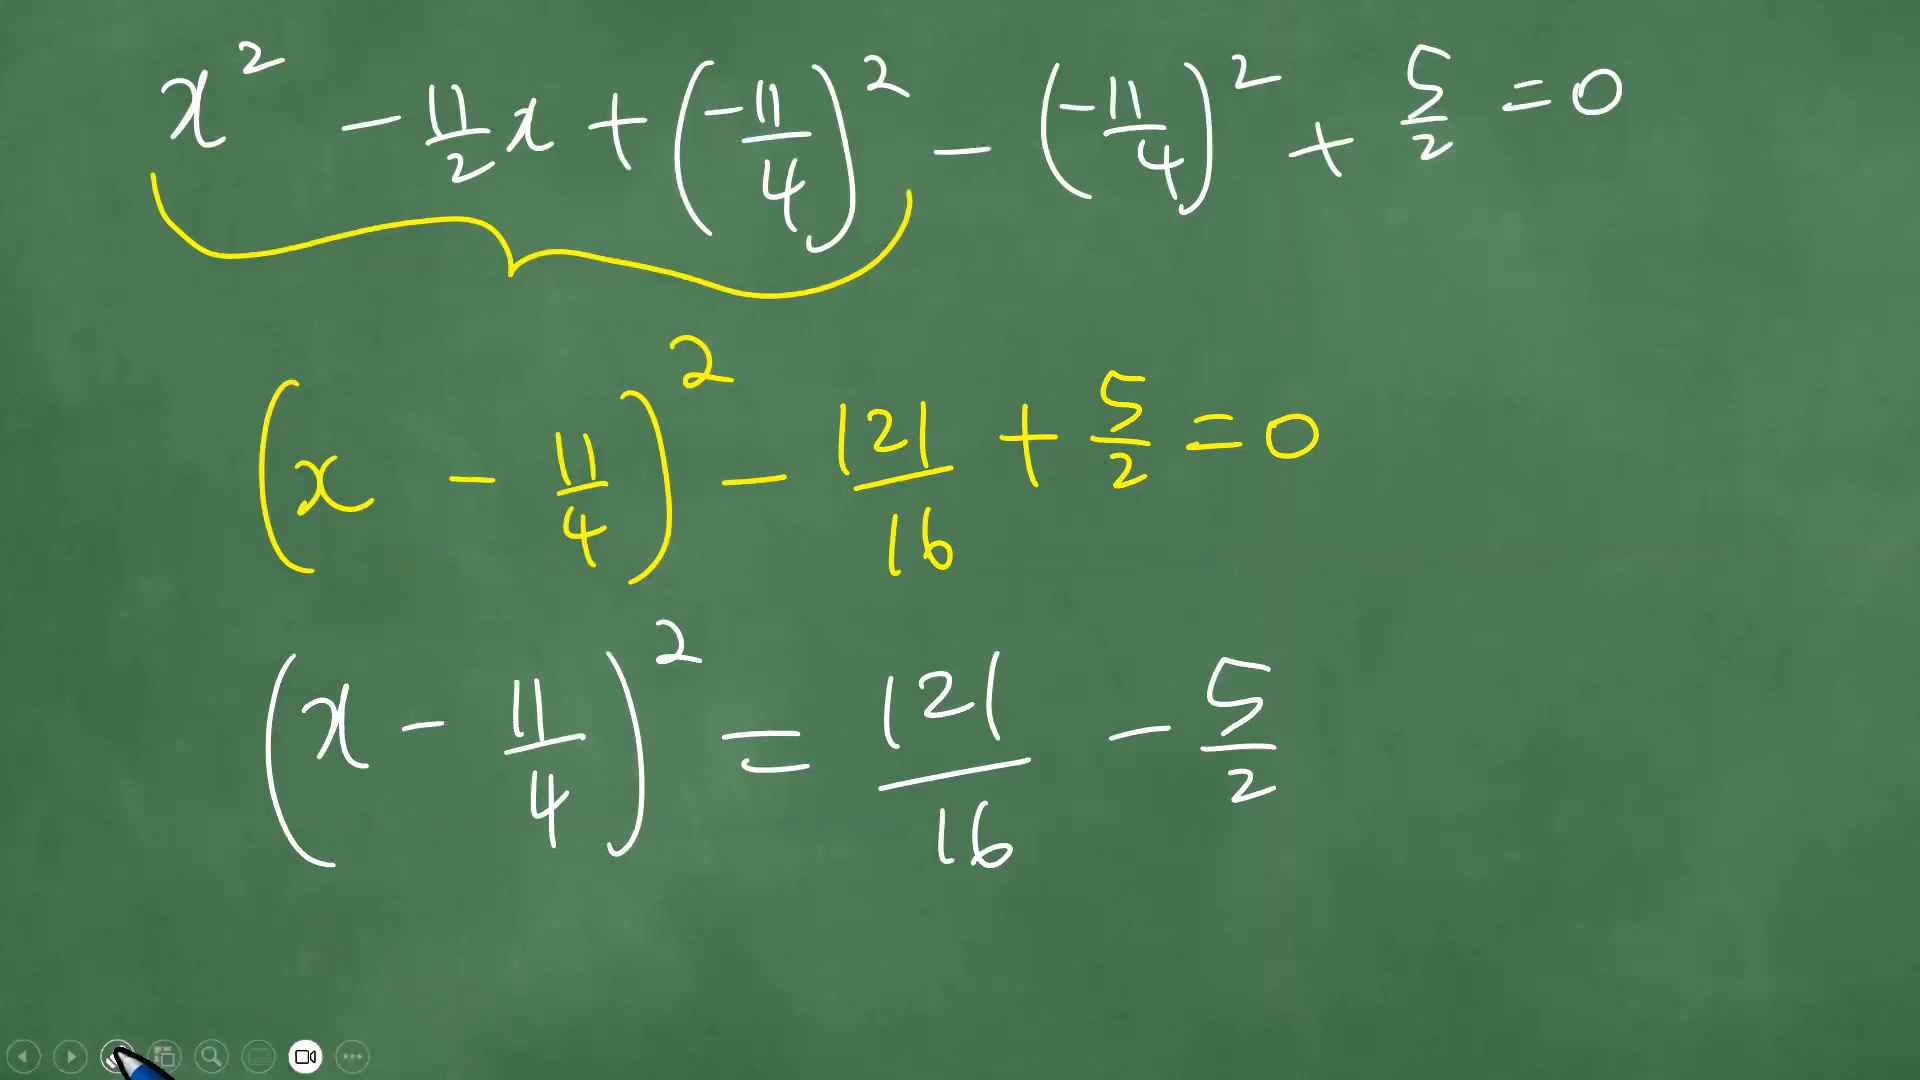 x² - 11/2 x + (-11/4)² - (-11/4)² + 5/2 = 0
(x - 11/4)² - 121/16 + 5/2 = 0
(x - 11/4)² = 121/16 - 5/2